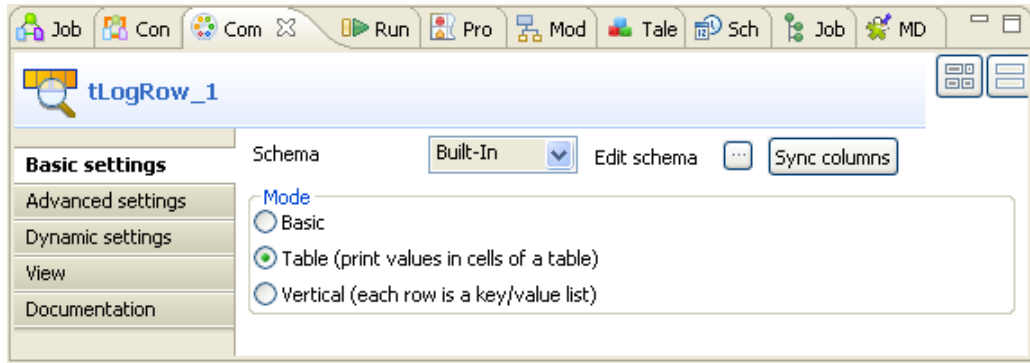 Job Con Com Run Pro Mod Tale Sch Job MD
tLogRow_1
Basic settings
Advanced settings
Dynamic settings
View
Documentation
Schema Built-In Edit schema ... Sync columns
Mode
Basic
Table (print values in cells of a table)
Vertical (each row is a key/value list)